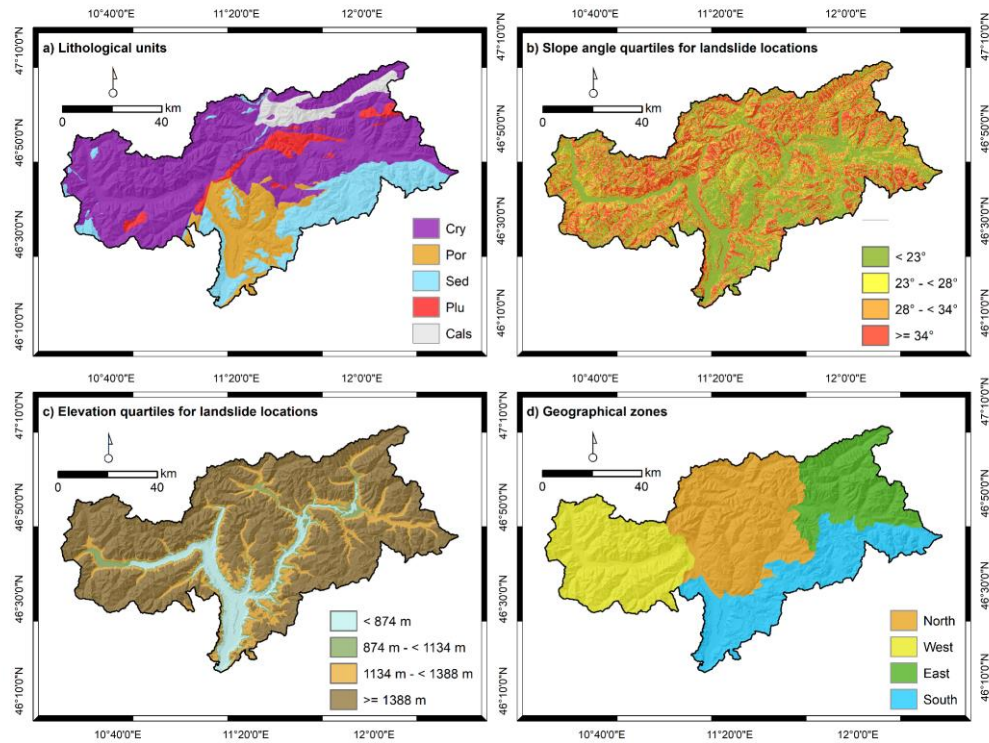 10°40'0"E 11°20'0"E 12°0'0"E
10°40'0"E 11°20'0"E 12°0'0"E
47°10'0"N
46°50'0"N
46°30'0"N
46°10'0"N
a) Lithological units
km
0 40
Cry
Por
Sed
Plu
Cals
b) Slope angle quartiles for landslide locations
km
0 40
< 23°
23° - < 28°
28° - < 34°
>= 34°
47°10'0"N
46°50'0"N
46°30'0"N
46°10'0"N
10°40'0"E 11°20'0"E 12°0'0"E
10°40'0"E 11°20'0"E 12°0'0"E
47°10'0"N
46°50'0"N
46°30'0"N
46°10'0"N
c) Elevation quartiles for landslide locations
km
0 40
< 874 m
874 m - < 1134 m
1134 m - < 1388 m
>= 1388 m
d) Geographical zones
km
0 40
North
West
East
South
47°10'0"N
46°50'0"N
46°30'0"N
46°10'0"N
10°40'0"E 11°20'0"E 12°0'0"E
10°40'0"E 11°20'0"E 12°0'0"E